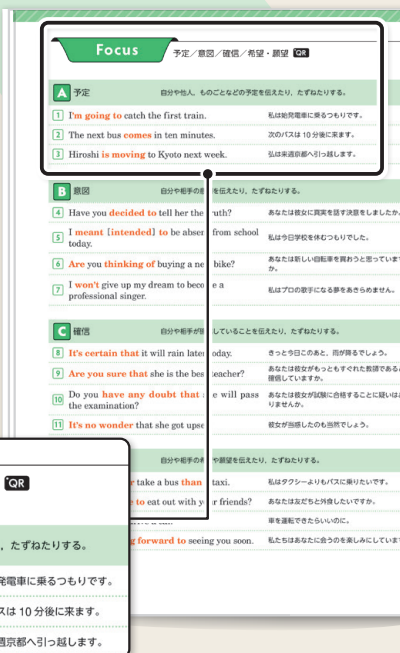 Focus 予定／意図／確信／希望・願望 QR
A 予定 自分や他人，ものごとなどの予定を伝えたり，たずねたりする。
1 I'm going to catch the first train. 私は始発電車に乗るつもりです。
2 The next bus comes in ten minutes. 次のバスは 10 分後に来ます。
3 Hiroshi is moving to Kyoto next week. 弘は来週京都へ引っ越します。
B 意図 自分や相手の を伝えたり，たずねたりする。
4 Have you decided to tell her the truth? あなたは彼女に真実を話す決意をしましたか。
5 I meant [intended] to be absent from school
today. 私は今日学校を休むつもりでした。
6 Are you thinking of buying a new bike? あなたは新しい自転車を買おうと思っています
か。
7 I won't give up my dream to become a
professional singer. 私はプロの歌手になる夢をあきらめません。
C 確信 自分や相手が していることを伝えたり，たずねたりする。
8 It's certain that it will rain later today. きっと今日このあと，雨が降るでしょう。
9 Are you sure that she is the best teacher? あなたは彼女がもっともすぐれた教師である
確信していますか。
10 Do you have any doubt that e will pass
the examination? あなたは彼女が試験に合格することに疑いは
りませんか。
11 It's no wonder that she got upset 彼女が当惑したのも当然でしょう。
自分や相手の や願望を伝えたり，たずねたりする。
r take a bus than taxi. 私はタクシーよりもバスに乗りたいです。
e to eat out with your friends? あなたは友だちと外食したいですか。
車を運転できたらいいのに。
g forward to seeing you soon. 私たちはあなたに会うのを楽しみにしています
QR
，たずねたりする。
発電車に乗るつもりです。
スは 10 分後に来ます。
週京都へ引っ越します。